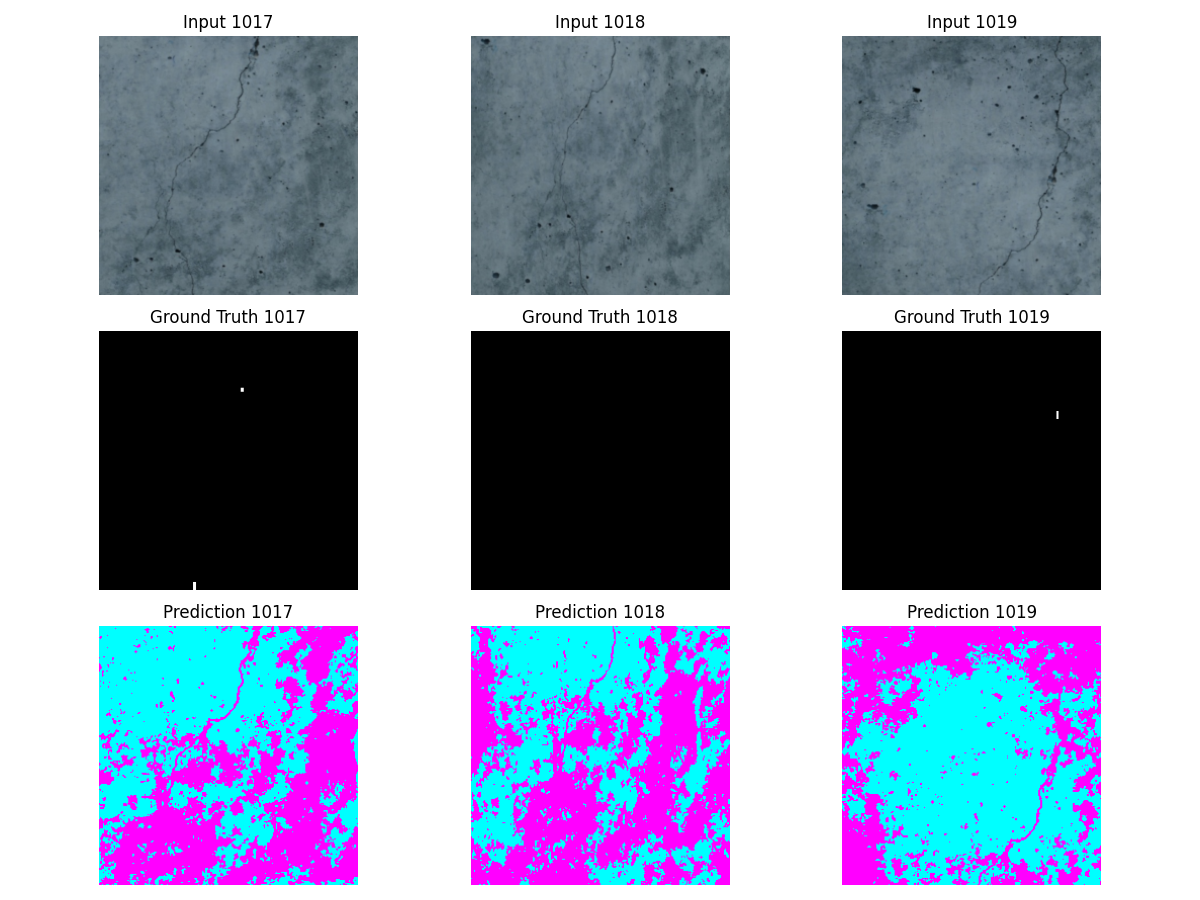 Input 1017
Input 1018
Input 1019
Ground Truth 1017
Ground Truth 1018
Ground Truth 1019
Prediction 1017
Prediction 1018
Prediction 1019